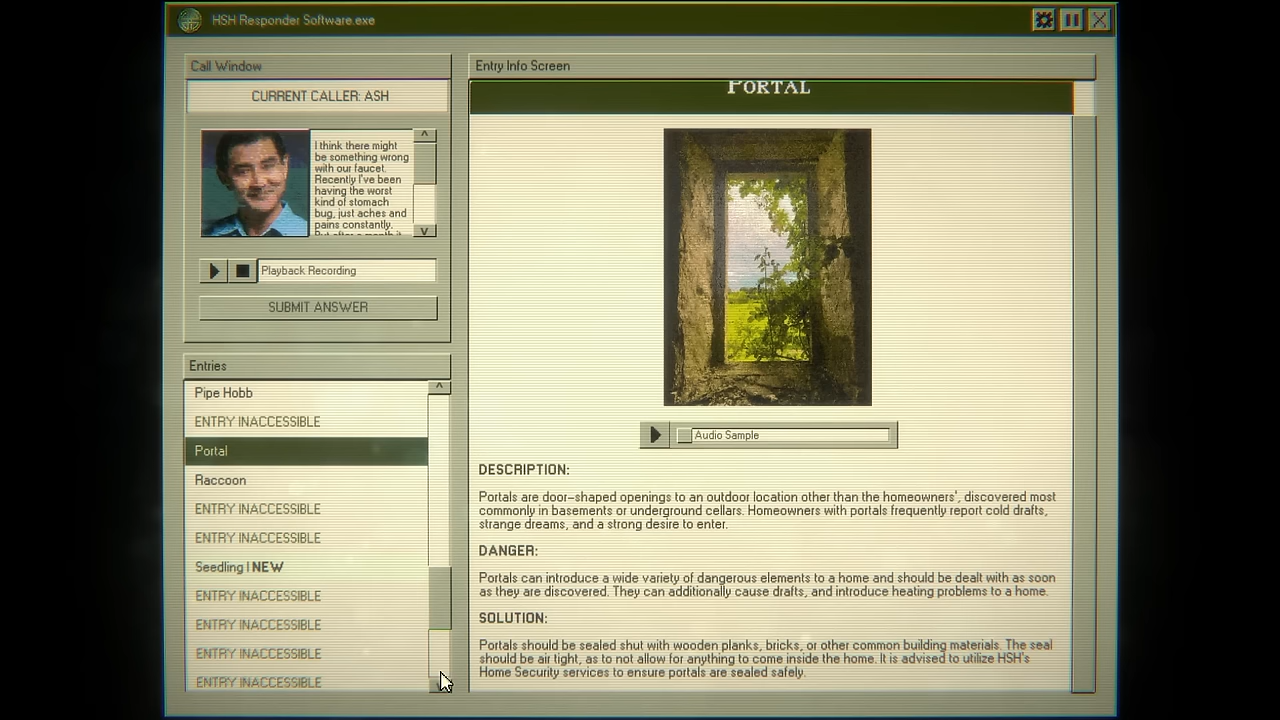 HSH Responder Software.exe
Call Window
CURRENT CALLER: ASH
I think there might
be something wrong
with our faucet.
Recently I've been
having the worst
kind of stomach
bug, just aches and
pains constantly.
But after a month it
Playback Recording
SUBMIT ANSWER
Entries
Pipe Hobb
ENTRY INACCESSIBLE
Portal
Raccoon
ENTRY INACCESSIBLE
ENTRY INACCESSIBLE
Seedling | NEW
ENTRY INACCESSIBLE
ENTRY INACCESSIBLE
ENTRY INACCESSIBLE
ENTRY INACCESSIBLE
Entry Info Screen
PORTAL
Audio Sample
DESCRIPTION:
Portals are door-shaped openings to an outdoor location other than the homeowners', discovered most
commonly in basements or underground cellars. Homeowners with portals frequently report cold drafts,
strange dreams, and a strong desire to enter.
DANGER:
Portals can introduce a wide variety of dangerous elements to a home and should be dealt with as soon
as they are discovered. They can additionally cause drafts, and introduce heating problems to a home.
SOLUTION:
Portals should be sealed shut with wooden planks, bricks, or other common building materials. The seal
should be air tight, as to not allow for anything to come inside the home. It is advised to utilize HSH's
Home Security services to ensure portals are sealed safely.